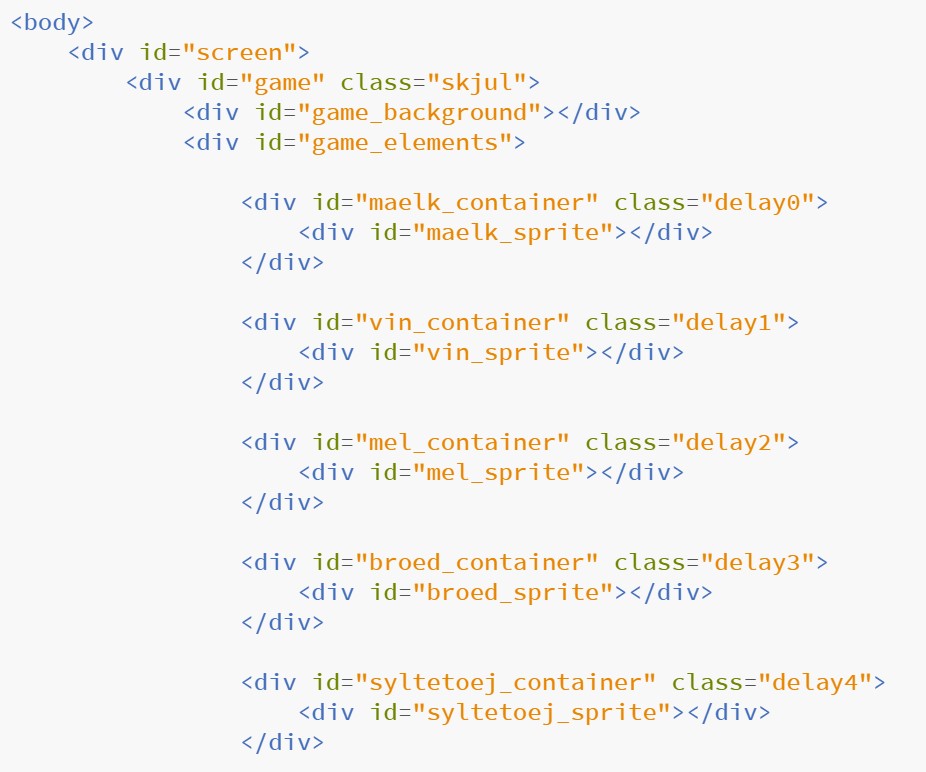 <body>
<div id="screen">
<div id="game" class="skjul">
<div id="game_background"></div>
<div id="game_elements">
<div id="maelk_container" class="delay0">
<div id="maelk_sprite"></div>
</div>
<div id="vin_container" class="delay1">
<div id="vin_sprite"></div>
</div>
<div id="mel_container" class="delay2">
<div id="mel_sprite"></div>
</div>
<div id="broed_container" class="delay3">
<div id="broed_sprite"></div>
</div>
<div id="syltetoej_container" class="delay4">
<div id="syltetoej_sprite"></div>
</div>